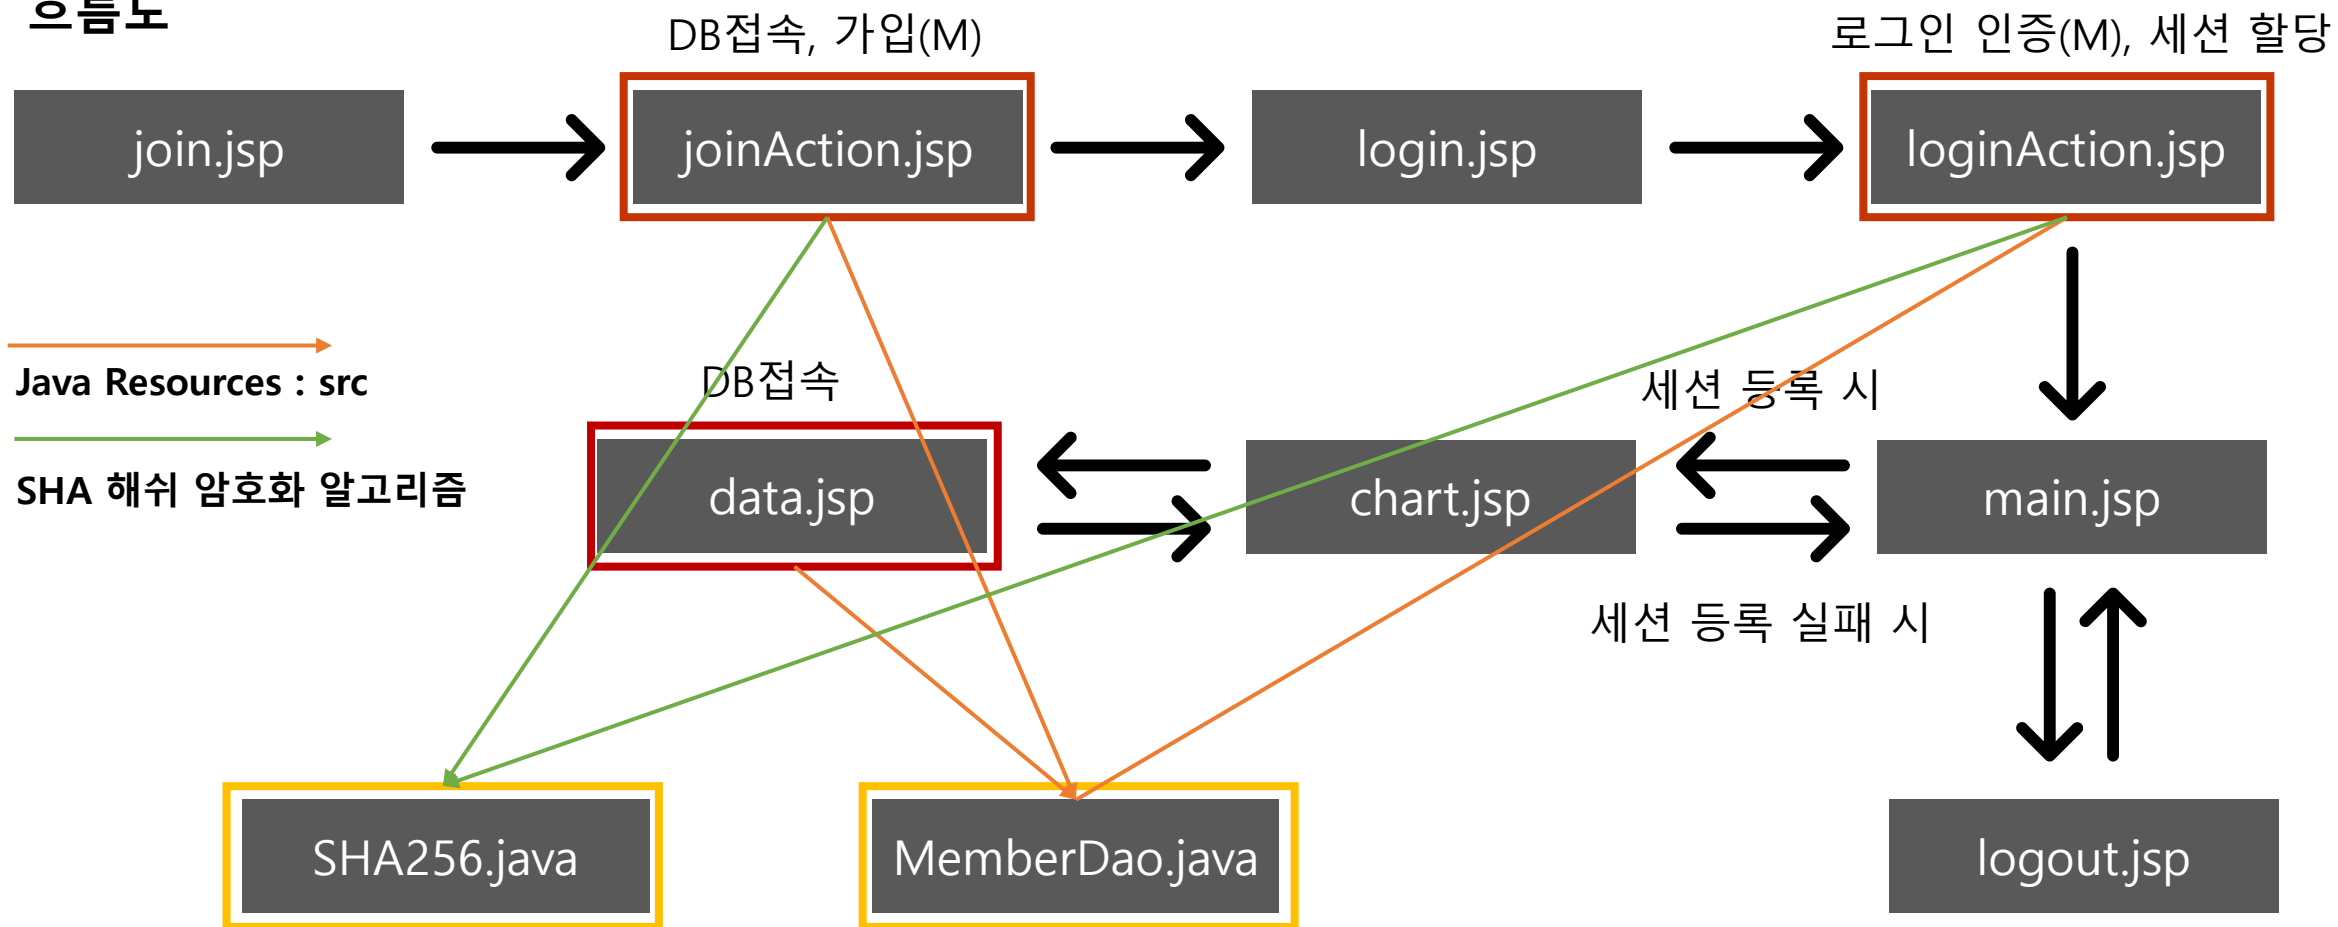 흐름도
DB접속, 가입(M)
로그인 인증(M), 세션 할당
join.jsp
joinAction.jsp
login.jsp
loginAction.jsp
Java Resources : src
DB접속
세션 등록 시
SHA 해쉬 암호화 알고리즘
data.jsp
chart.jsp
main.jsp
세션 등록 실패 시
SHA256.java
MemberDao.java
logout.jsp